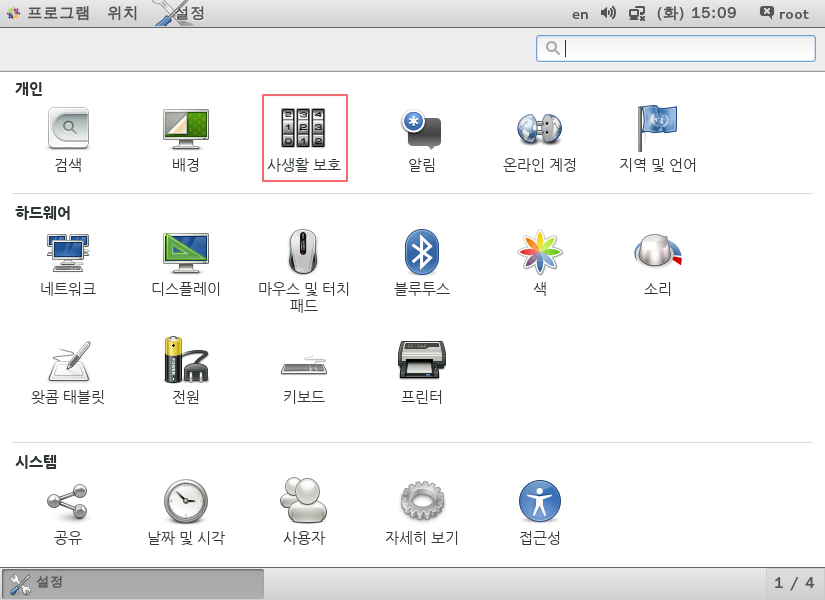 프로그램 위치 설정 en (화) 15:09 root
개인
검색 배경 사생활 보호 알림 온라인 계정 지역 및 언어
하드웨어
네트워크 디스플레이 마우스 및 터치 블루투스 색 소리
패드
왓콤 태블릿 전원 키보드 프린터
시스템
공유 날짜 및 시각 사용자 자세히 보기 접근성
설정 1 / 4